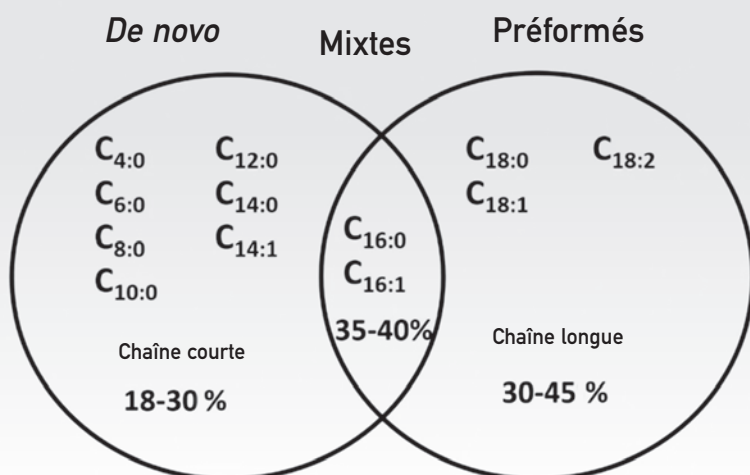 De novo
Mixtes
Préformés
C4:0 C12:0
C6:0 C14:0
C8:0 C14:1
C10:0
Chaîne courte
18-30 %
C16:0
C16:1
35-40%
C18:0 C18:2
C18:1
Chaîne longue
30-45 %